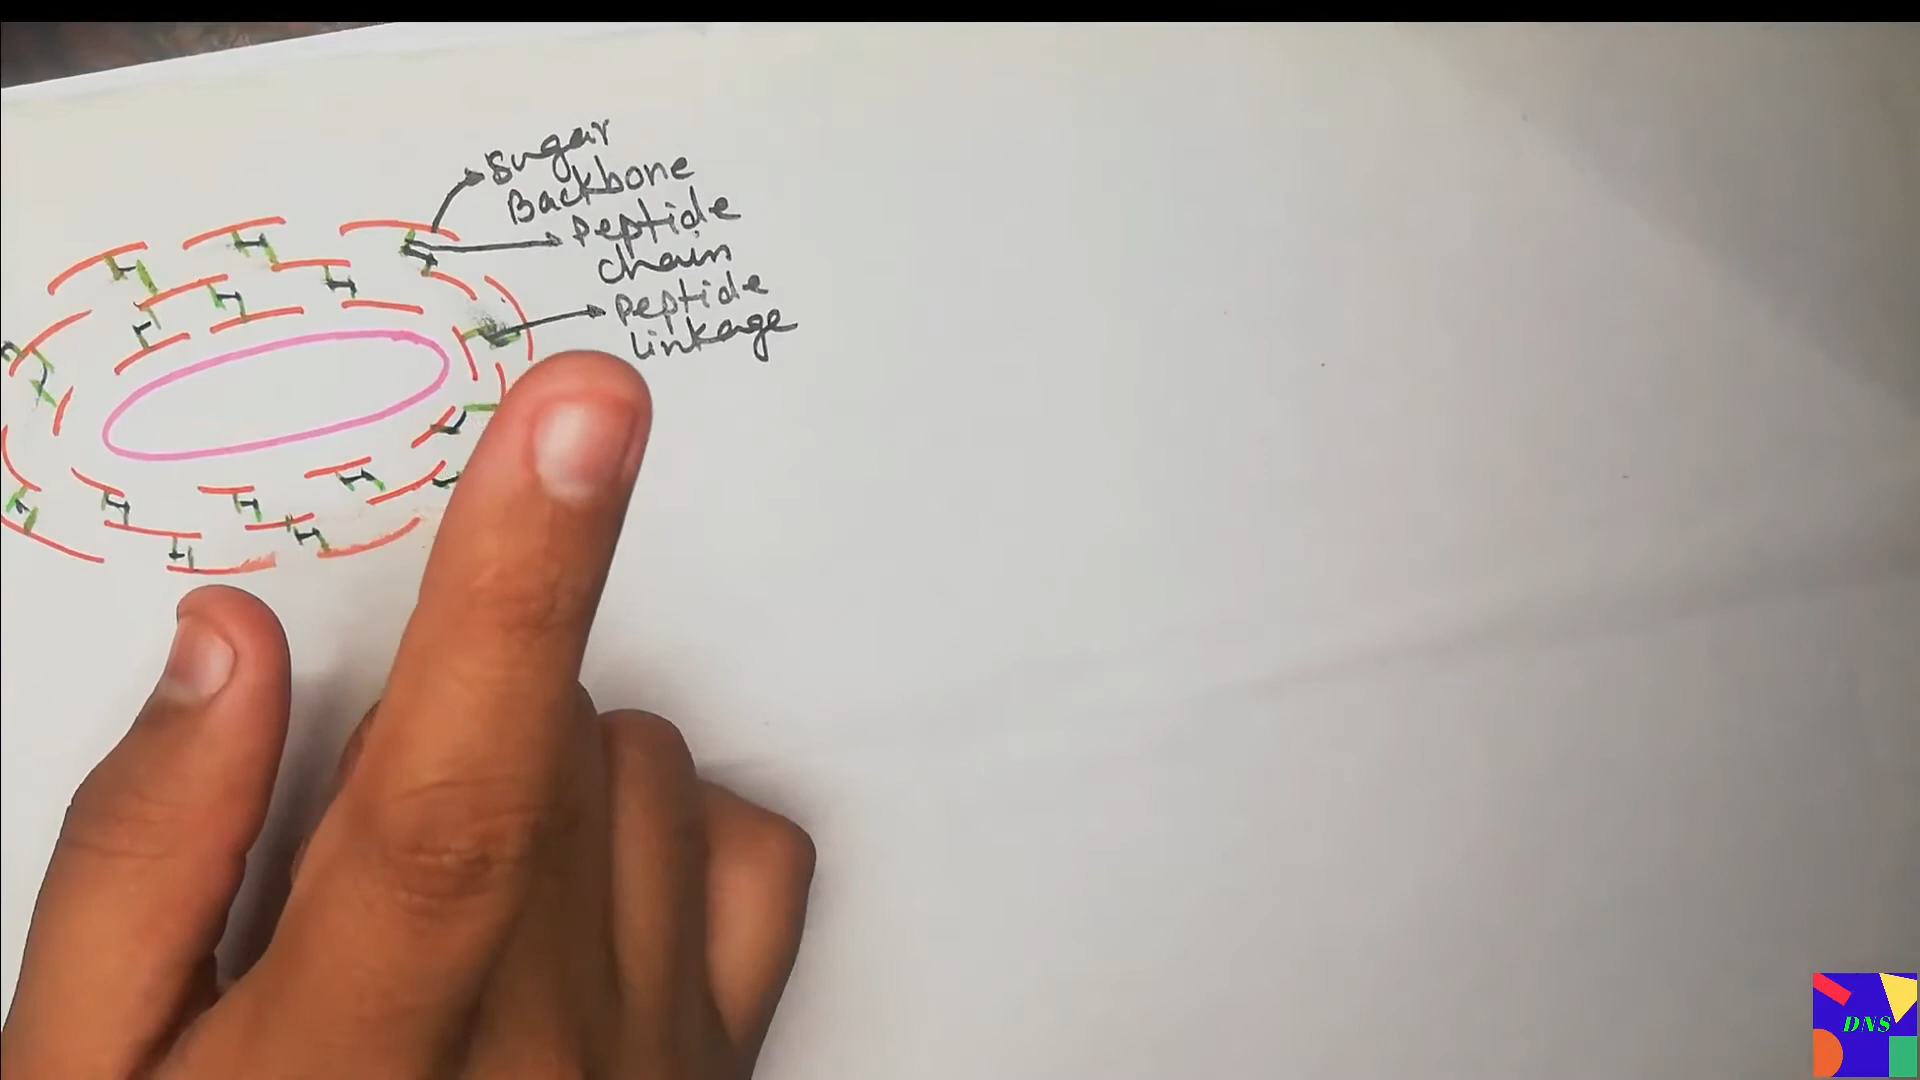 Sugar
Backbone
Peptide
chain
Peptide
linkage
DNS